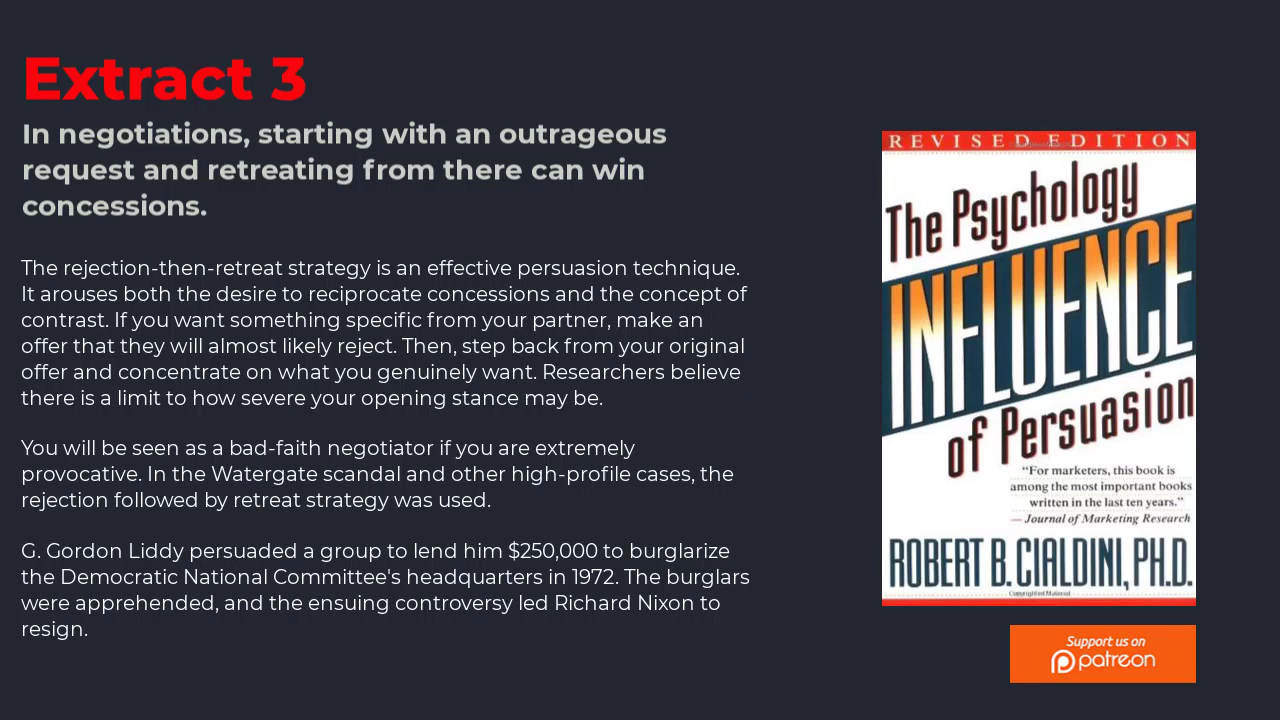 Extract 3
In negotiations, starting with an outrageous
request and retreating from there can win
concessions.
The rejection-then-retreat strategy is an effective persuasion technique.
It arouses both the desire to reciprocate concessions and the concept of
contrast. If you want something specific from your partner, make an
offer that they will almost likely reject. Then, step back from your original
offer and concentrate on what you genuinely want. Researchers believe
there is a limit to how severe your opening stance may be.
You will be seen as a bad-faith negotiator if you are extremely
provocative. In the Watergate scandal and other high-profile cases, the
rejection followed by retreat strategy was used.
G. Gordon Liddy persuaded a group to lend him $250,000 to burglarize
the Democratic National Committee's headquarters in 1972. The burglars
were apprehended, and the ensuing controversy led Richard Nixon to
resign.
REVISED EDITION
The Psychology
INFLUENCE
of Persuasion
“For marketers, this book is
among the most important books
written in the last ten years.”
— Journal of Marketing Research
ROBERT B. CIALDINI, PH.D.
Copyrighted Material
Support us on
patreon